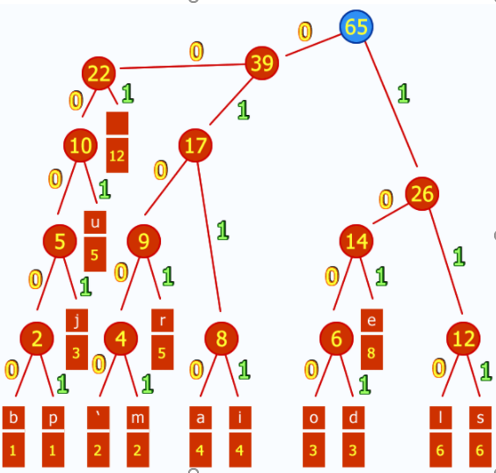 0 65
0
22 39
0 1 1 1
10 12 17
0 0
1 0 26
u 1
5 5 9 14 1
0 1 0 1 0 1
j r e
3 5 8
2 4 8 6 12
0 1 0 1 0 1 0 1 0 1
b p ` m a i o d l s
1 1 2 2 4 4 3 3 6 6